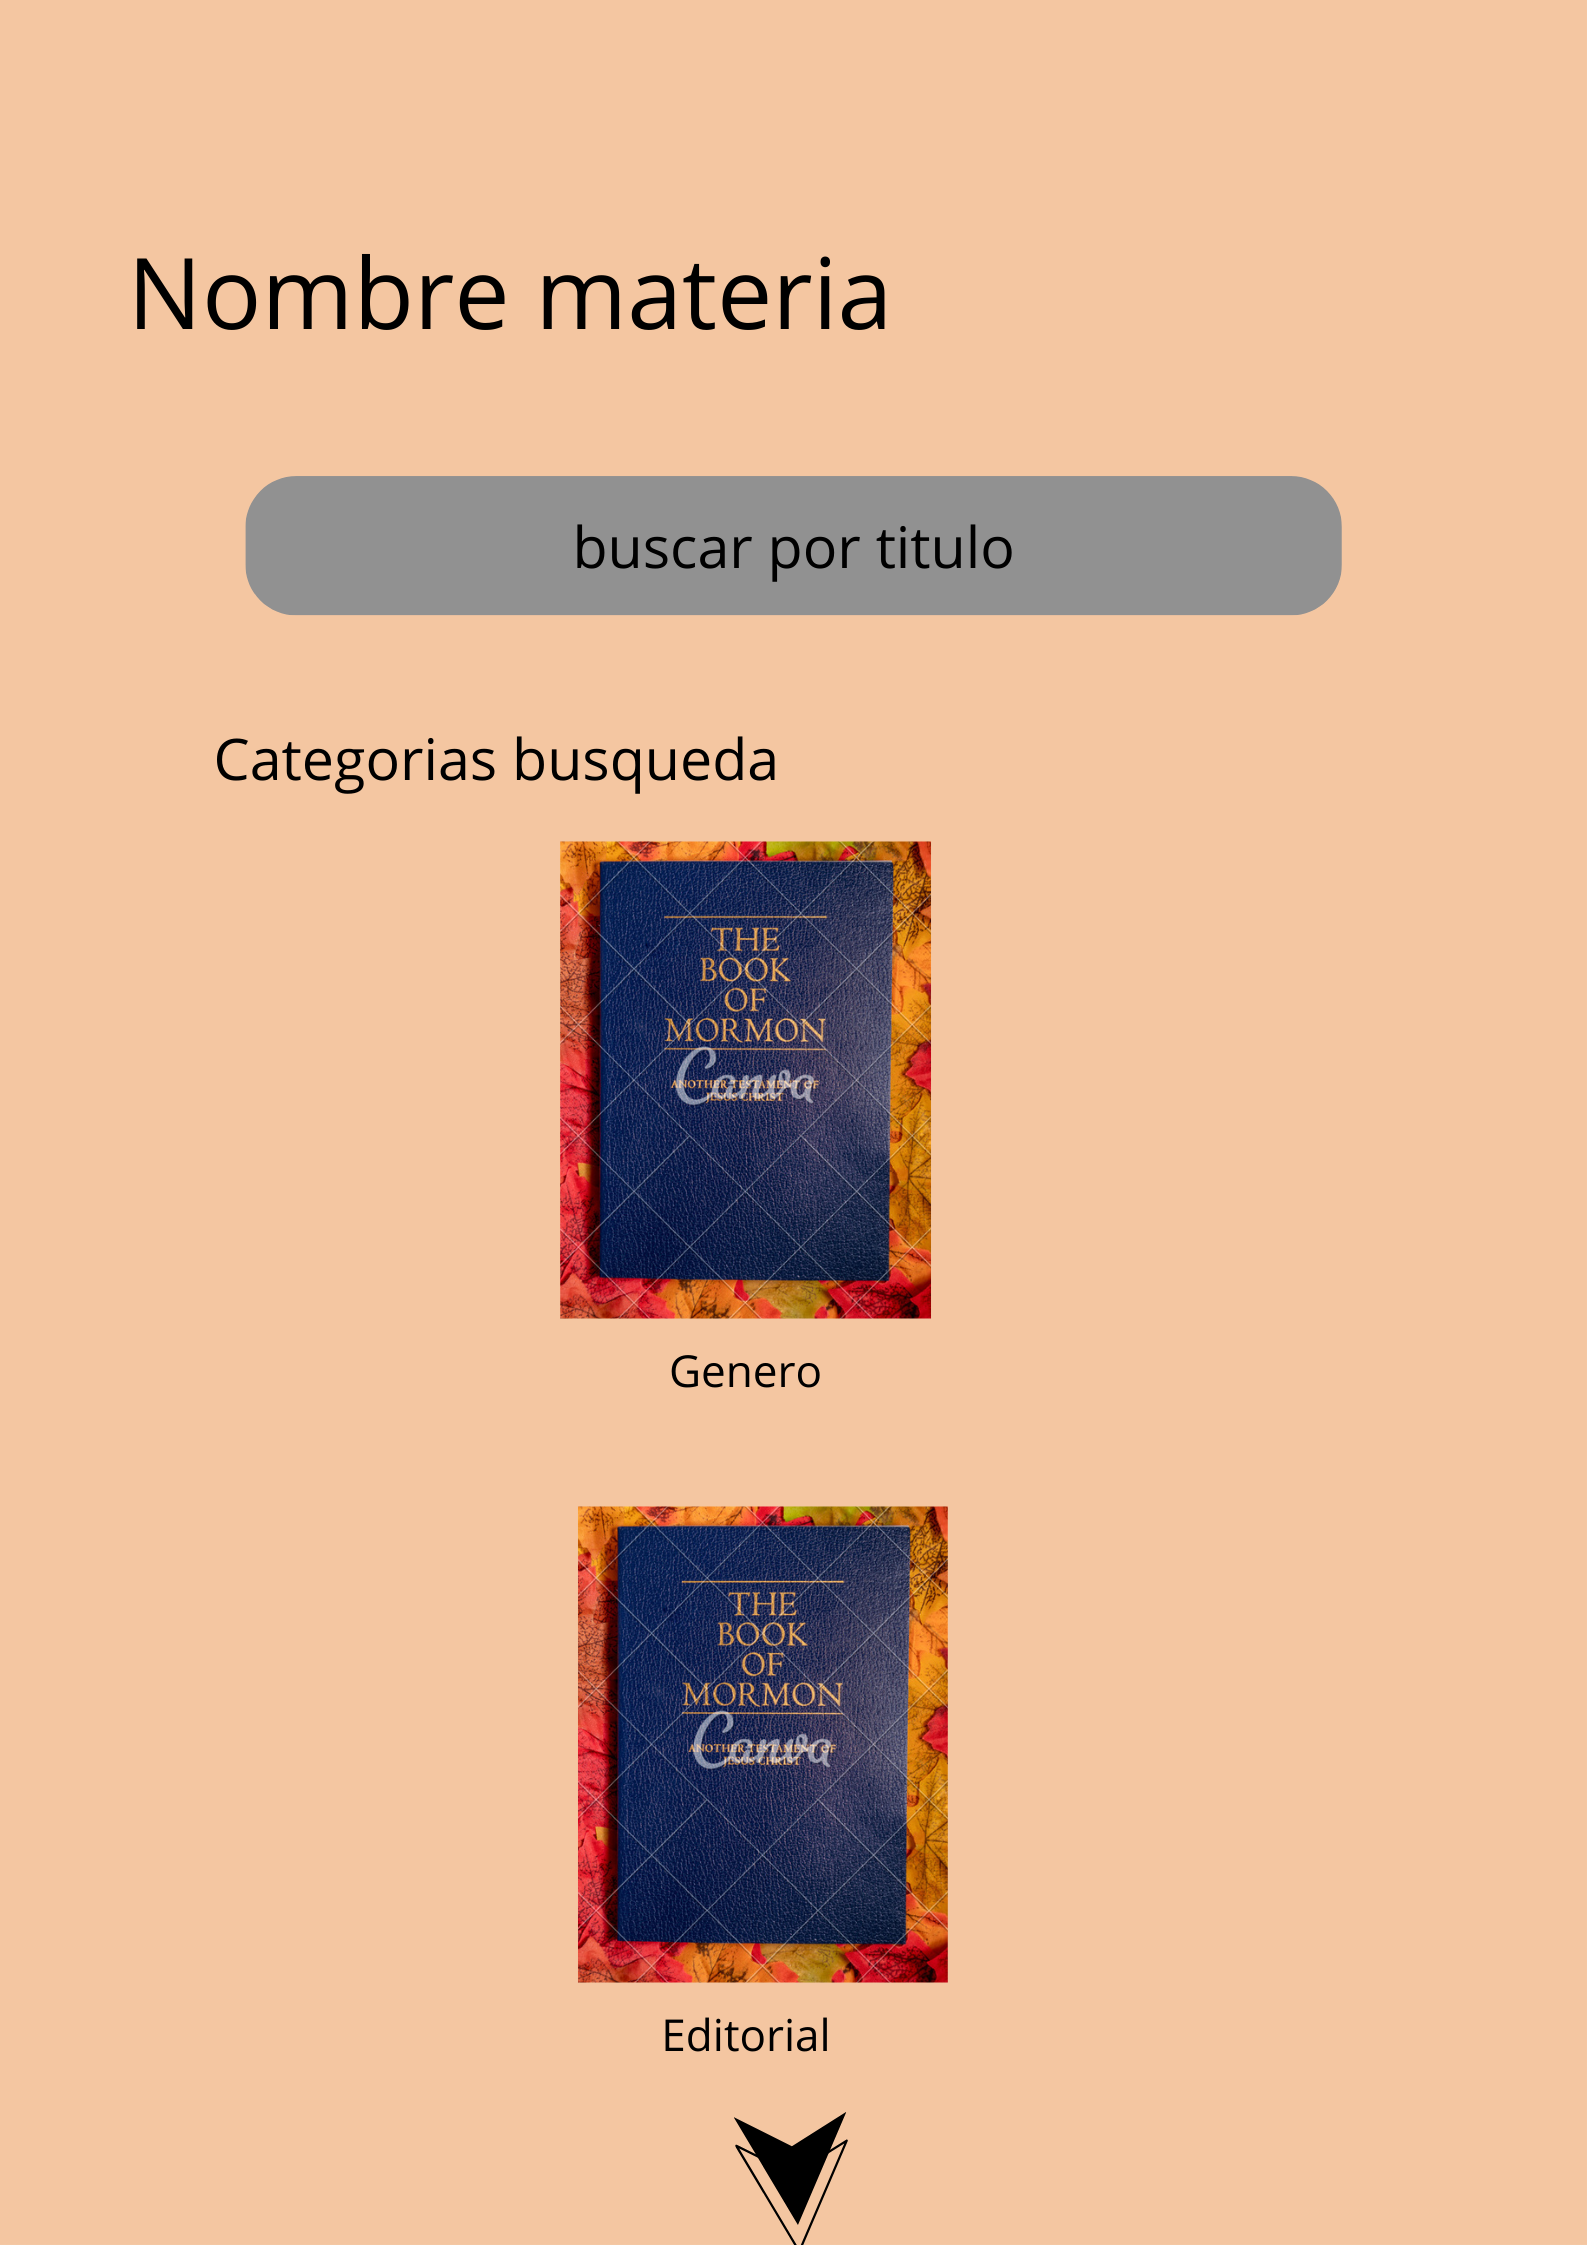 Nombre materia
buscar por titulo
Categorias busqueda
THE
BOOK
OF
MORMON
Canva
ANOTHER TESTAMENT OF
JESUS CHRIST
Genero
THE
BOOK
OF
MORMON
Canva
ANOTHER TESTAMENT OF
JESUS CHRIST
Editorial